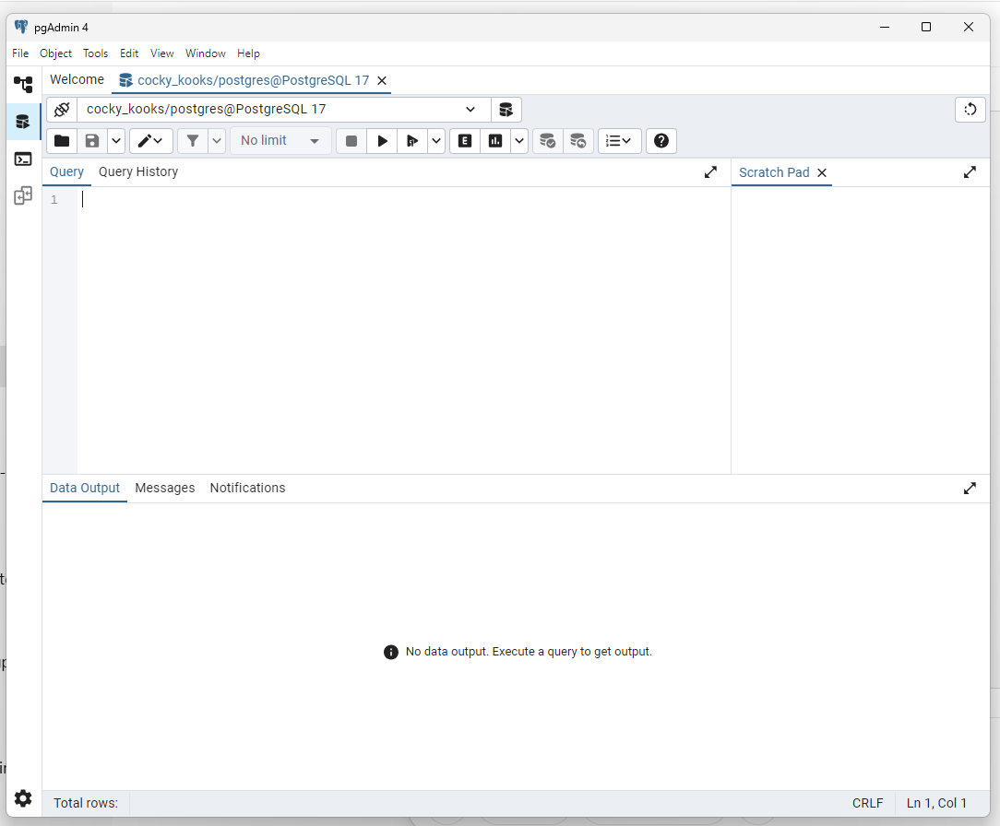 pgAdmin 4
File Object Tools Edit View Window Help
Welcome cocky_kooks/postgres@PostgreSQL 17
cocky_kooks/postgres@PostgreSQL 17
No limit
E
Query Query History
Scratch Pad
1
Data Output Messages Notifications
No data output. Execute a query to get output.
Total rows:
CRLF
Ln 1, Col 1